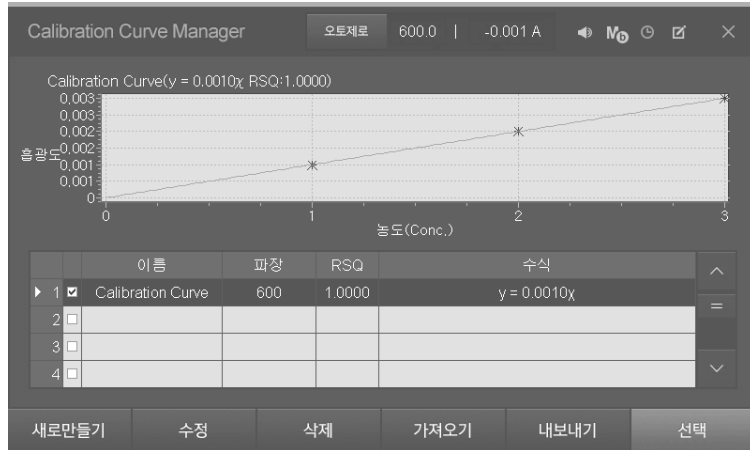 Calibration Curve Manager 오토제로 600.0 | -0.001 A
Calibration Curve(y = 0.0010χ RSQ:1.0000)
0,003
0,003
0,002
0,002
흡광도
0,001
0,001
0
0 1 2 3
농도(Conc.)
이름 파장 RSQ 수식
1 Calibration Curve 600 1.0000 y = 0.0010χ
2
3
4
새로만들기 수정 삭제 가져오기 내보내기 선택